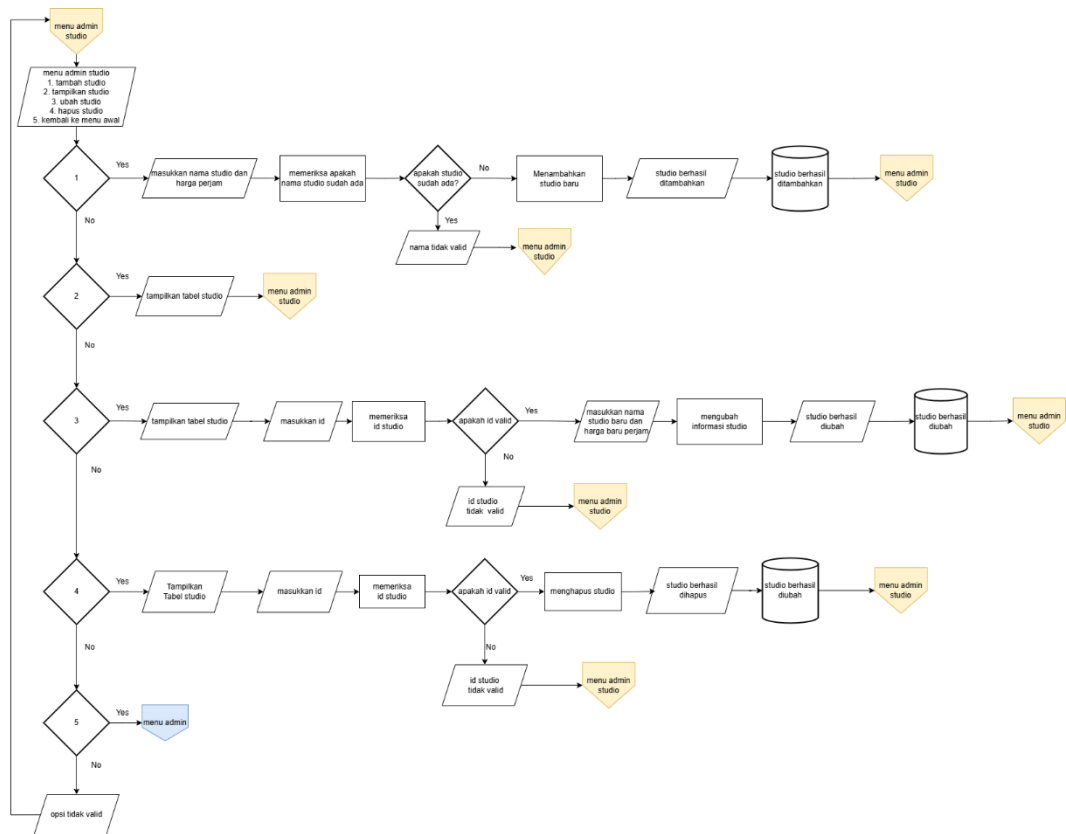 menu admin
studio
menu admin studio
1. tambah studio
2. tampilkan studio
3. ubah studio
4. hapus studio
5. kembali ke menu awal
1
Yes
masukkan nama studio dan
harga perjam
memeriksa apakah
nama studio sudah ada
apakah studio
sudah ada?
No
Menambahkan
studio baru
studio berhasil
ditambahkan
studio berhasil
ditambahkan
menu admin
studio
Yes
nama tidak valid
menu admin
studio
No
2
Yes
tampilkan tabel studio
menu admin
studio
No
3
Yes
tampilkan tabel studio
masukkan id
memeriksa
id studio
apakah id valid
Yes
masukkan nama
studio baru dan
harga baru perjam
mengubah
informasi studio
studio berhasil
diubah
studio berhasil
diubah
menu admin
studio
No
id studio
tidak valid
menu admin
studio
No
4
Yes
Tampilkan
Tabel studio
masukkan id
memeriksa
id studio
apakah id valid
Yes
menghapus studio
studio berhasil
dihapus
studio berhasil
diubah
menu admin
studio
No
id studio
tidak valid
menu admin
studio
No
5
Yes
menu admin
No
opsi tidak valid